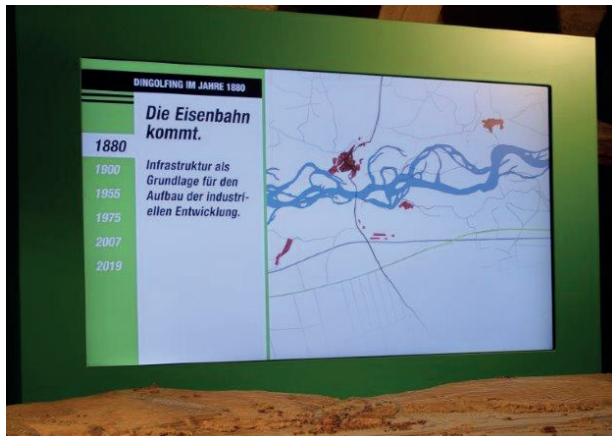 DINGOLFING IM JAHRE 1880
Die Eisenbahn
kommt.
Infrastruktur als
Grundlage für den
Aufbau der industri-
ellen Entwicklung.
1880
1900
1955
1975
2007
2019